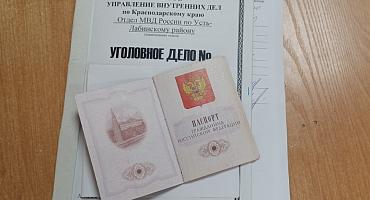 УПРАВЛЕНИЕ ВНУТРЕННИХ ДЕЛ
по Краснодарскому краю
Отдел МВД России по Усть-
Лабинскому району
УГОЛОВНОЕ ДЕЛО №
ПАСПОРТ
ГРАЖДАНИНА
РОССИЙСКОЙ ФЕДЕРАЦИИ